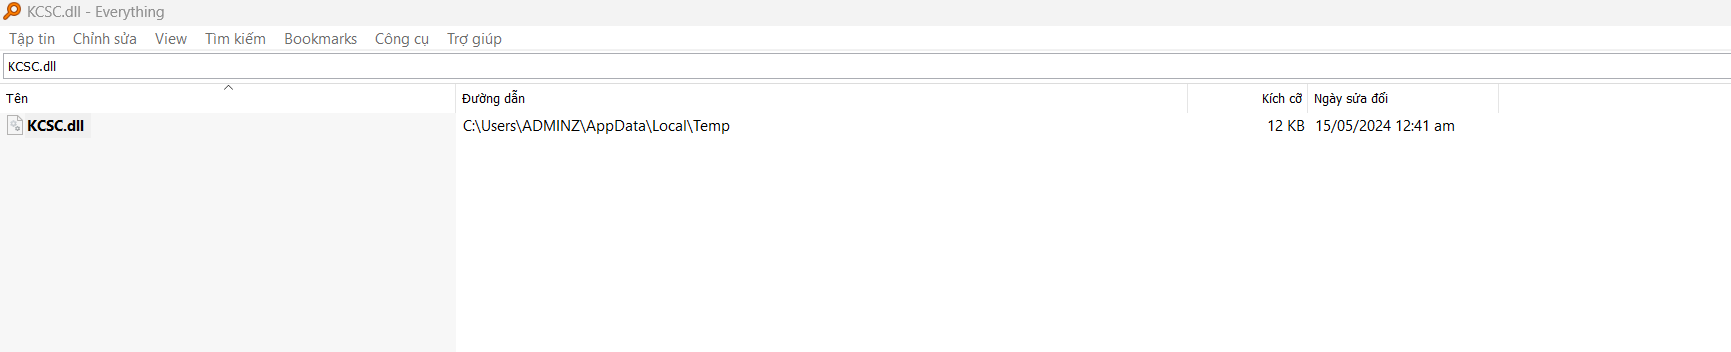 KCSC.dll - Everything
Tập tin Chỉnh sửa View Tìm kiếm Bookmarks Công cụ Trợ giúp
KCSC.dll
Tên Đường dẫn Kích cỡ Ngày sửa đổi
KCSC.dll C:\Users\ADMINZ\AppData\Local\Temp 12 KB 15/05/2024 12:41 am